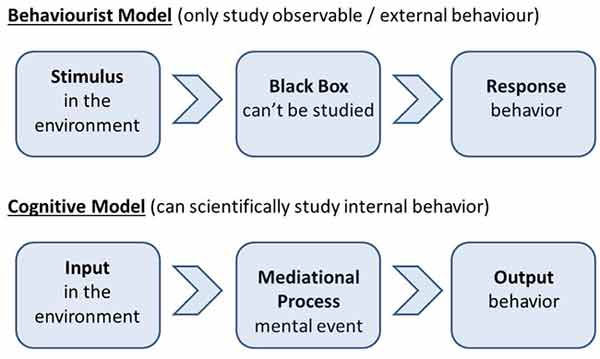 Behaviourist Model (only study observable / external behaviour)
Stimulus
in the
environment
Black Box
can't be studied
Response
behavior
Cognitive Model (can scientifically study internal behavior)
Input
in the
environment
Mediational
Process
mental event
Output
behavior